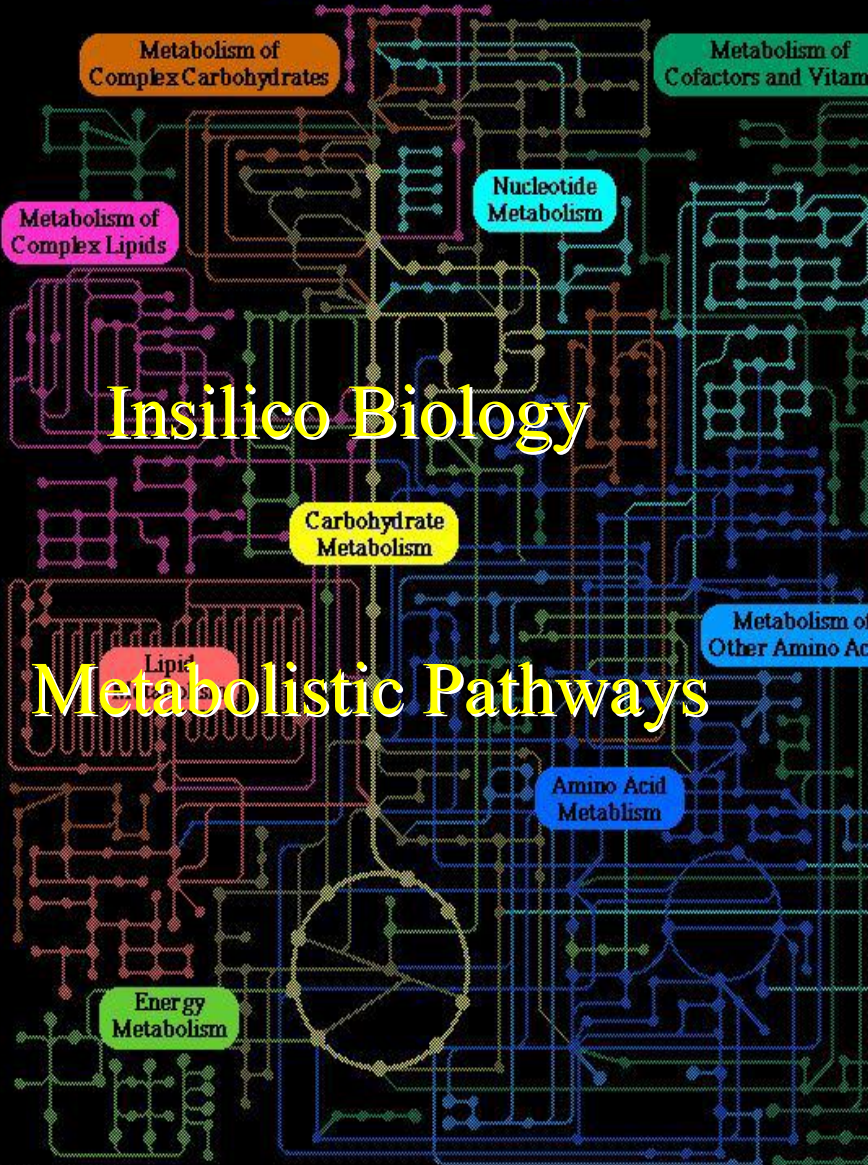 Metabolism of
Complex Carbohydrates
Metabolism of
Cofactors and Vitam
Nucleotide
Metabolism
Metabolism of
Complex Lipids
Insilico Biology
Carbohydrate
Metabolism
Metabolism of
Other Amino Ac
Lipid
Metabolistic Pathways
Amino Acid
Metablism
Energy
Metabolism